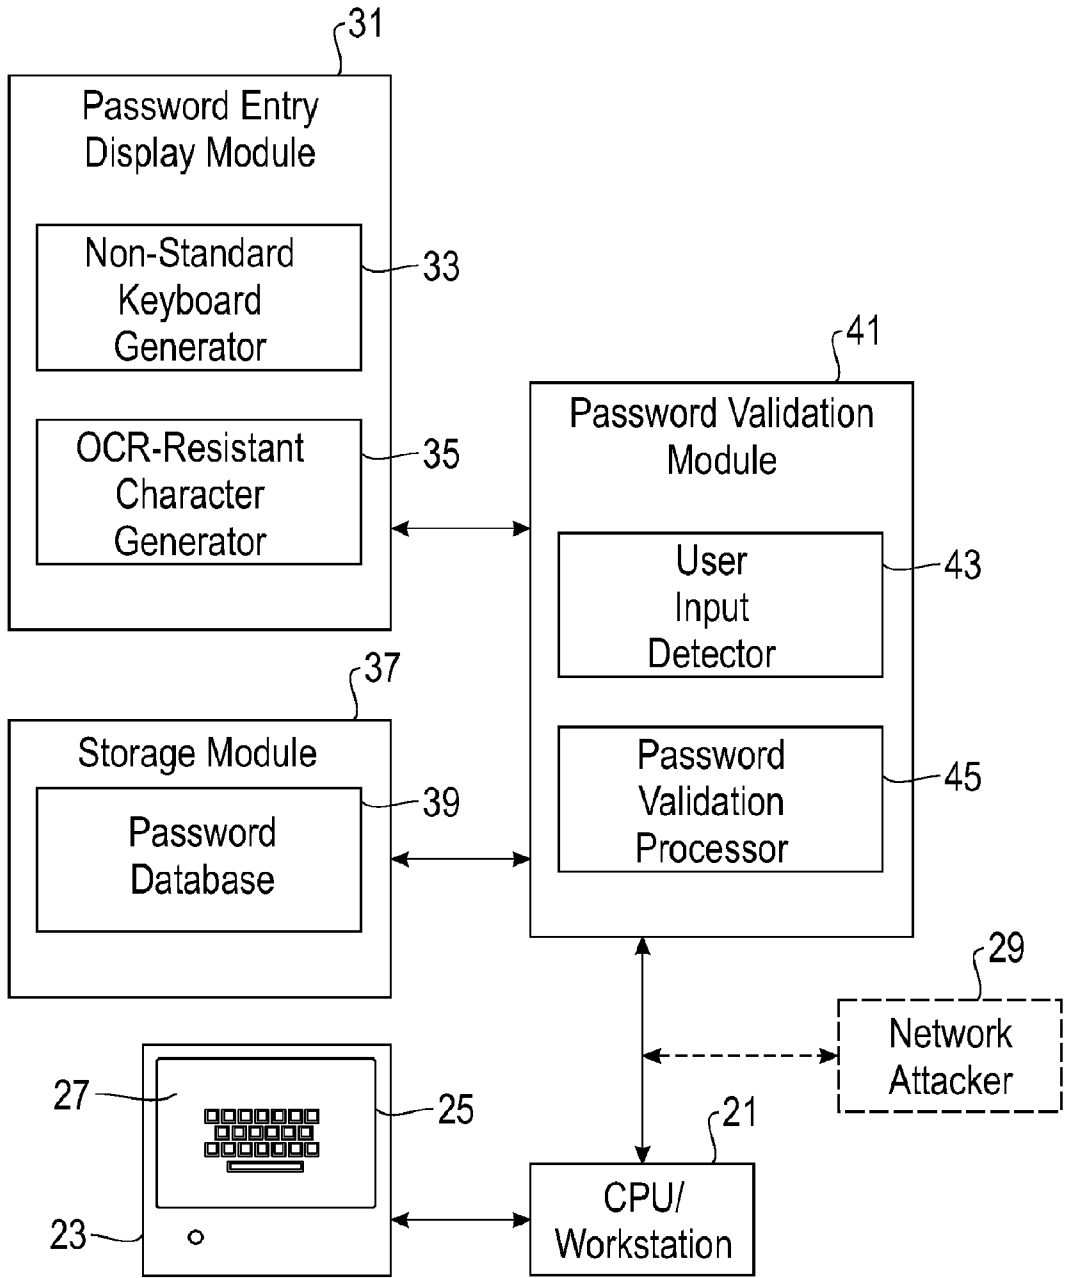 31
Password Entry
Display Module
Non-Standard
Keyboard
Generator
33
OCR-Resistant
Character
Generator
35
41
Password Validation
Module
User
Input
Detector
43
Password
Validation
Processor
45
37
Storage Module
Password
Database
39
29
Network
Attacker
27
25
23
21
CPU/
Workstation